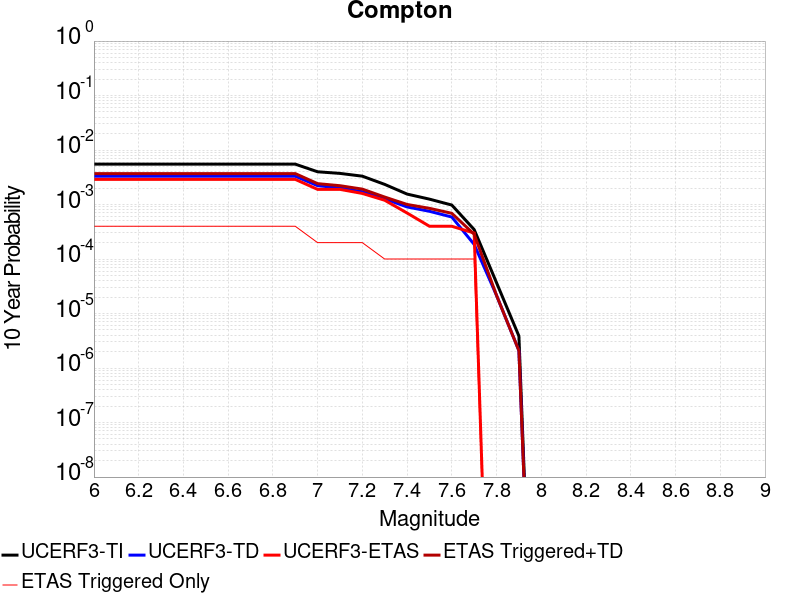 Compton
10 0
10 -1
10 -2
10 -3
10 -4
10 -5
10 -6
10 -7
10 -8
10 Year Probability
6 6.2 6.4 6.6 6.8 7 7.2 7.4 7.6 7.8 8 8.2 8.4 8.6 8.8 9
Magnitude
UCERF3-TI UCERF3-TD UCERF3-ETAS ETAS Triggered+TD
ETAS Triggered Only